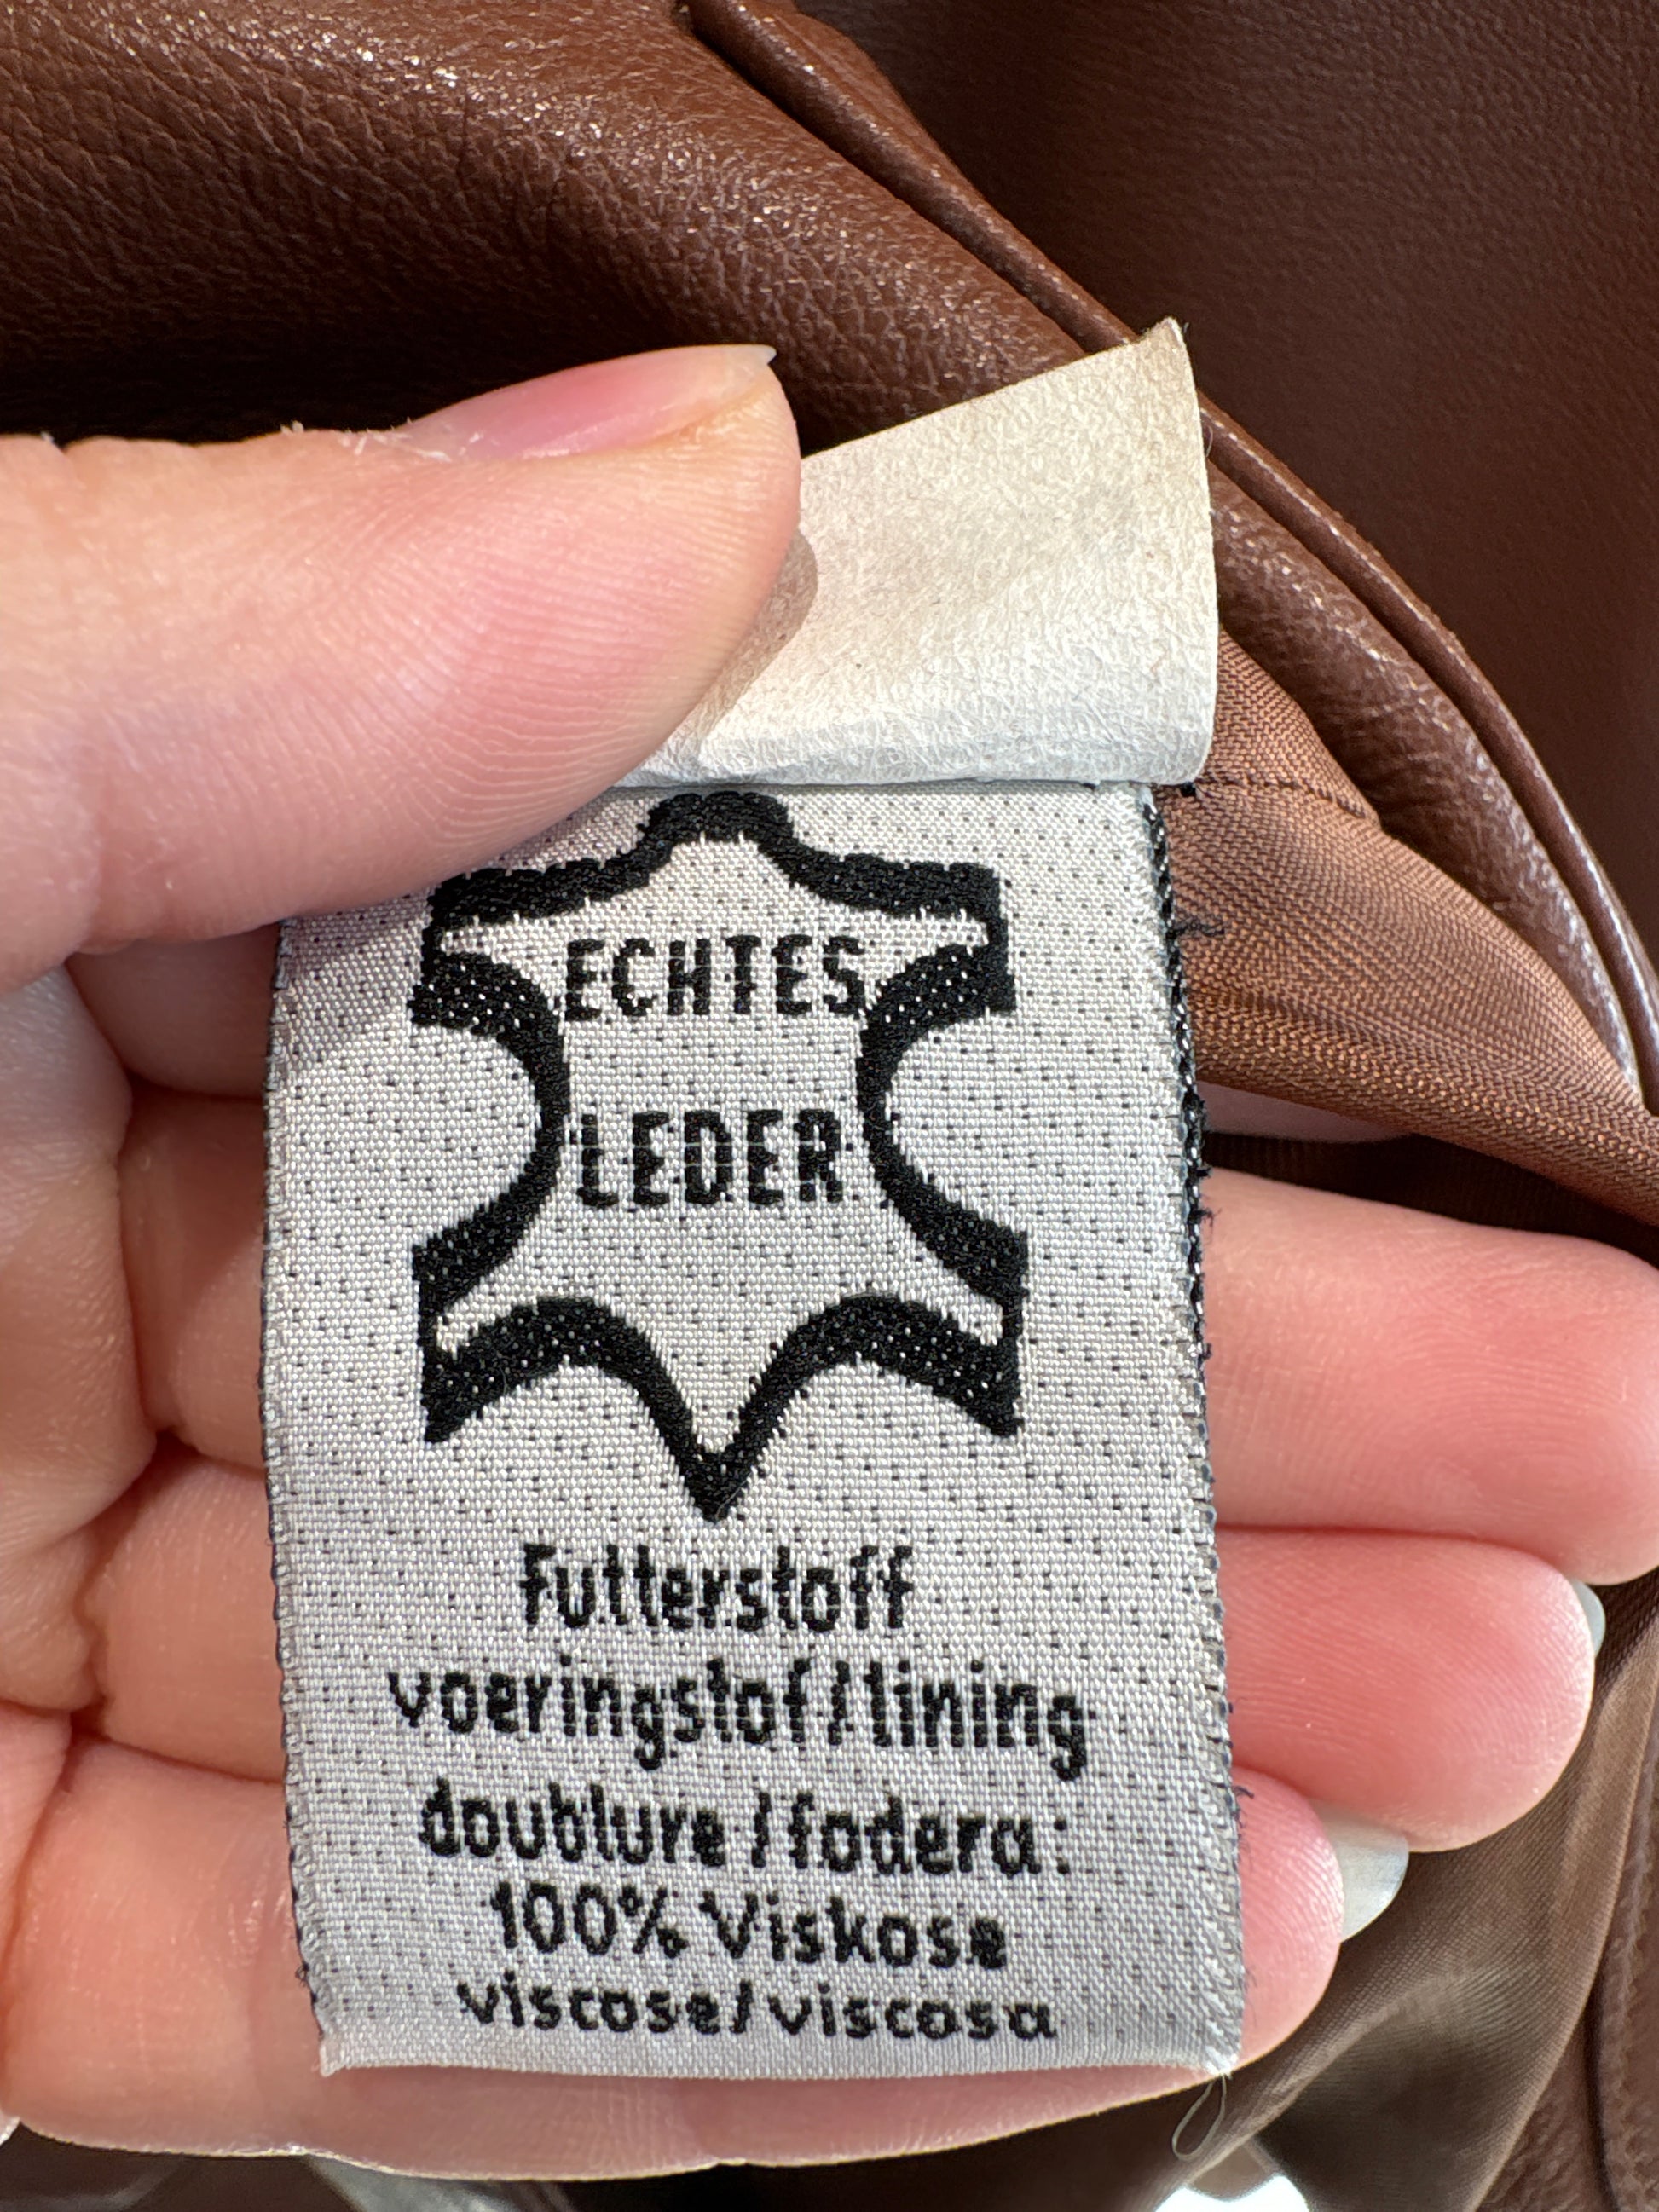 ECHTES
LEDER
Futterstoff
voeringstof/lining
doublure/fodera:
100% Viskose
viscose/viscosa